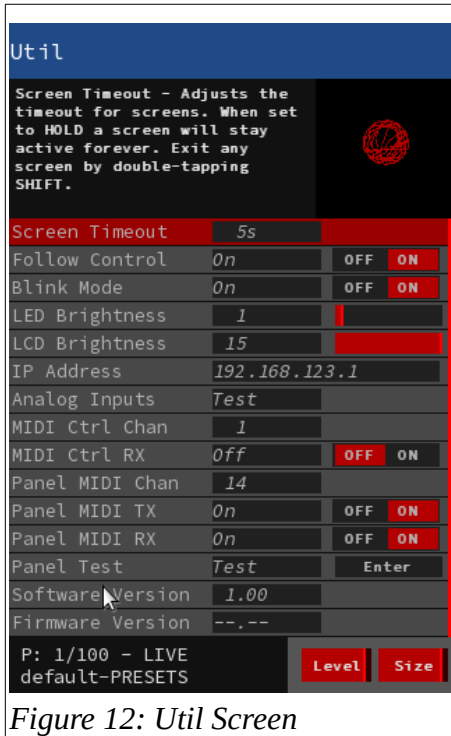 Util
Screen Timeout – Adjusts the
timeout for screens. When set
to HOLD a screen will stay
active forever. Exit any
screen by double-tapping
SHIFT.
Screen Timeout 5s
Follow Control On OFF ON
Blink Mode On OFF ON
LED Brightness 1
LCD Brightness 15
IP Address 192.168.123.1
Analog Inputs Test
MIDI Ctrl Chan 1
MIDI Ctrl RX Off OFF ON
Panel MIDI Chan 14
Panel MIDI TX On OFF ON
Panel MIDI RX On OFF ON
Panel Test Test Enter
Software Version 1.00
Firmware Version --.--
P: 1/100 – LIVE
default-PRESETS
Level Size
Figure 12: Util Screen